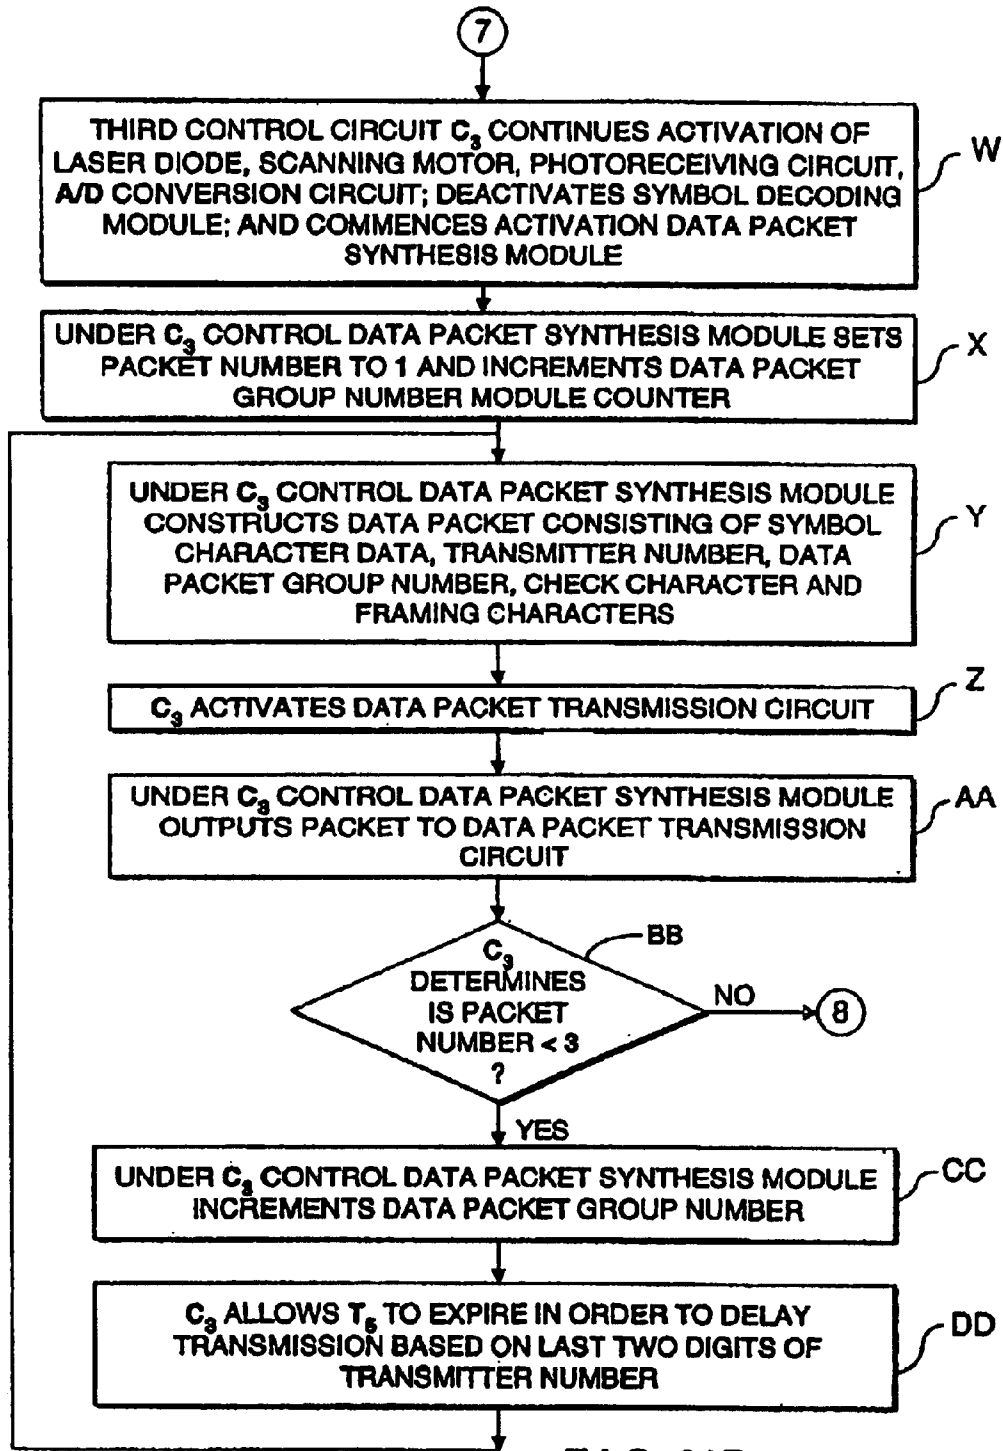 7
THIRD CONTROL CIRCUIT C3 CONTINUES ACTIVATION OF
LASER DIODE, SCANNING MOTOR, PHOTORECEIVING CIRCUIT,
A/D CONVERSION CIRCUIT; DEACTIVATES SYMBOL DECODING
MODULE; AND COMMENCES ACTIVATION DATA PACKET
SYNTHESIS MODULE
W
UNDER C3 CONTROL DATA PACKET SYNTHESIS MODULE SETS
PACKET NUMBER TO 1 AND INCREMENTS DATA PACKET
GROUP NUMBER MODULE COUNTER
X
UNDER C3 CONTROL DATA PACKET SYNTHESIS MODULE
CONSTRUCTS DATA PACKET CONSISTING OF SYMBOL
CHARACTER DATA, TRANSMITTER NUMBER, DATA
PACKET GROUP NUMBER, CHECK CHARACTER AND
FRAMING CHARACTERS
Y
C3 ACTIVATES DATA PACKET TRANSMISSION CIRCUIT
Z
UNDER C3 CONTROL DATA PACKET SYNTHESIS MODULE
OUTPUTS PACKET TO DATA PACKET TRANSMISSION
CIRCUIT
AA
C3
DETERMINES
IS PACKET
NUMBER < 3
?
BB
NO
8
YES
UNDER C3 CONTROL DATA PACKET SYNTHESIS MODULE
INCREMENTS DATA PACKET GROUP NUMBER
CC
C3 ALLOWS T5 TO EXPIRE IN ORDER TO DELAY
TRANSMISSION BASED ON LAST TWO DIGITS OF
TRANSMITTER NUMBER
DD